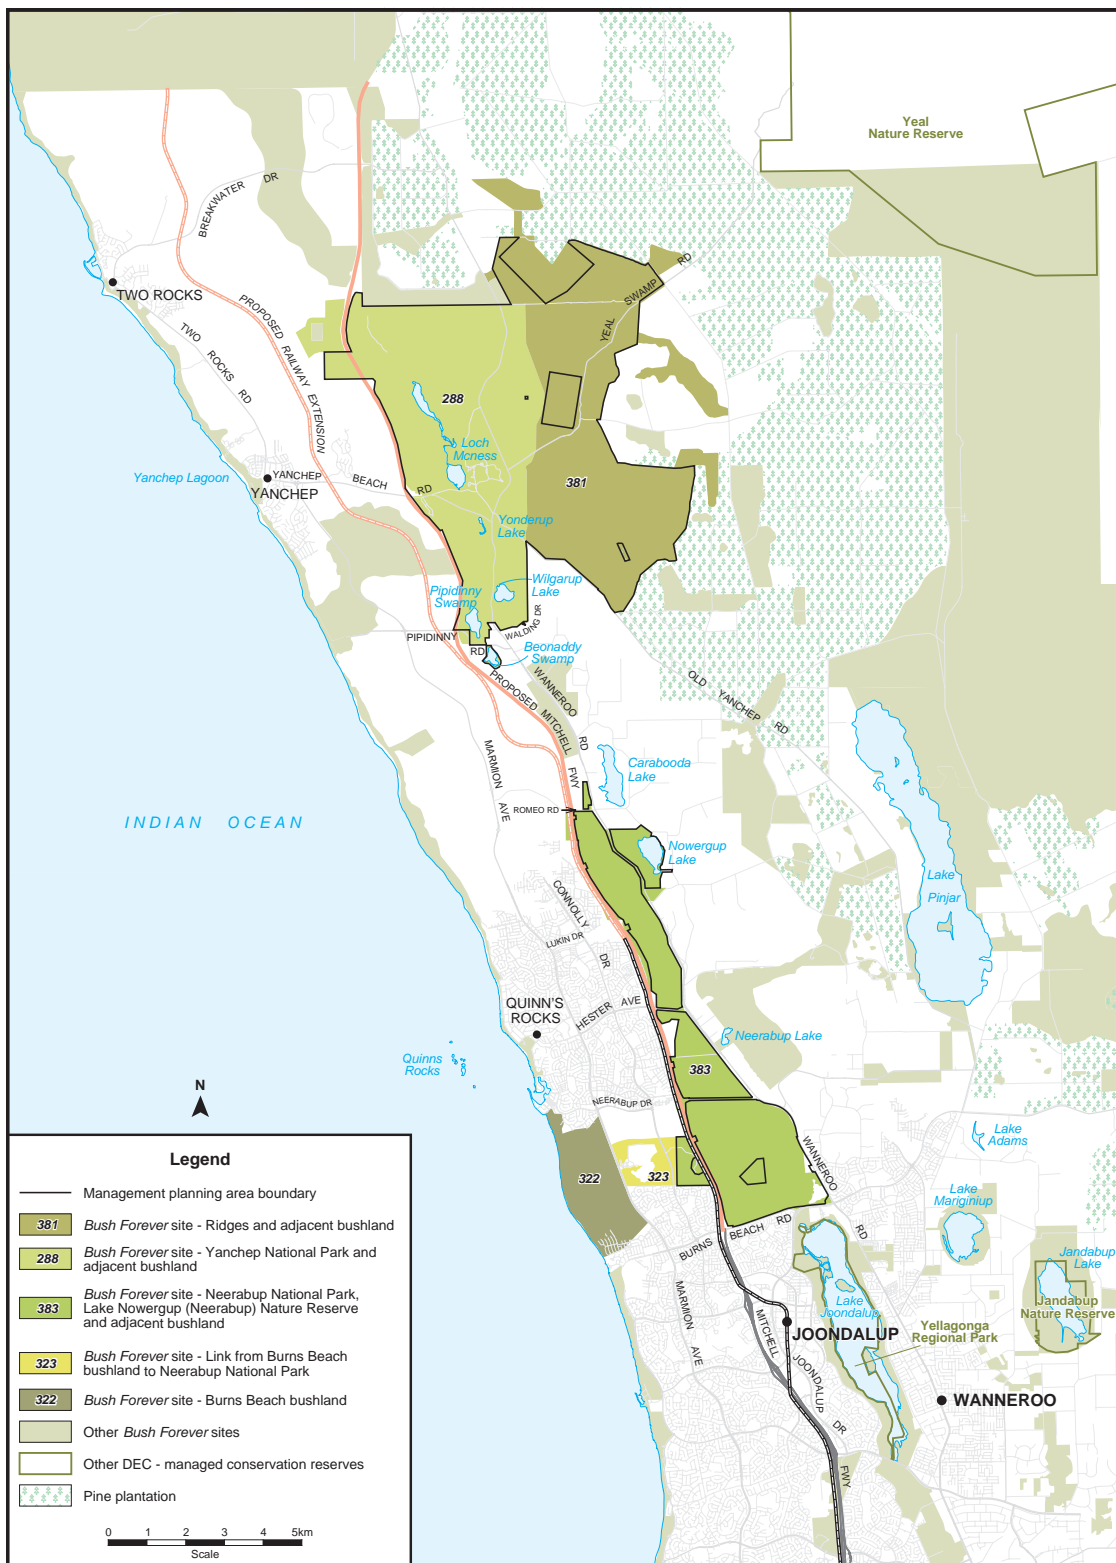 Yeal
Nature Reserve
BREAKWATER DR
TWO ROCKS
PROPOSED RAILWAY EXTENSION
TWO ROCKS RD
YEAL SWAMP RD
288
Loch
Mcness
381
Yanchep Lagoon
YANCHEP BEACH RD
YANCHEP
Yonderup
Lake
Wilgarup
Lake
Pipidinny
Swamp
PIPIDINNY RD
WALDING DR
Beonaddy
Swamp
PROPOSED MITCHELL FWY
WANNEROO RD
OLD YANCHEP RD
MARMION AVE
Carabooda
Lake
ROMEO RD
INDIAN OCEAN
Nowergup
Lake
Lake
Pinjar
CONNOLLY DR
LUKIN DR
QUINN'S
ROCKS
HESTER AVE
Neerabup Lake
Quinns
Rocks
383
NEERABUP DR
Lake
Adams
WANNEROO RD
322
323
Lake
Mariginiup
BURNS BEACH RD
Jandabup
Lake
Jandabup
Nature Reserve
MARMION AVE
MITCHELL FWY
Lake
Joondalup
JOONDALUP
Yellagonga
Regional Park
JOONDALUP DR
WANNEROO
N
Legend
Management planning area boundary
381 Bush Forever site - Ridges and adjacent bushland
288 Bush Forever site - Yanchep National Park and
adjacent bushland
383 Bush Forever site - Neerabup National Park,
Lake Nowergup (Neerabup) Nature Reserve
and adjacent bushland
323 Bush Forever site - Link from Burns Beach
bushland to Neerabup National Park
322 Bush Forever site - Burns Beach bushland
Other Bush Forever sites
Other DEC - managed conservation reserves
Pine plantation
0 1 2 3 4 5km
Scale